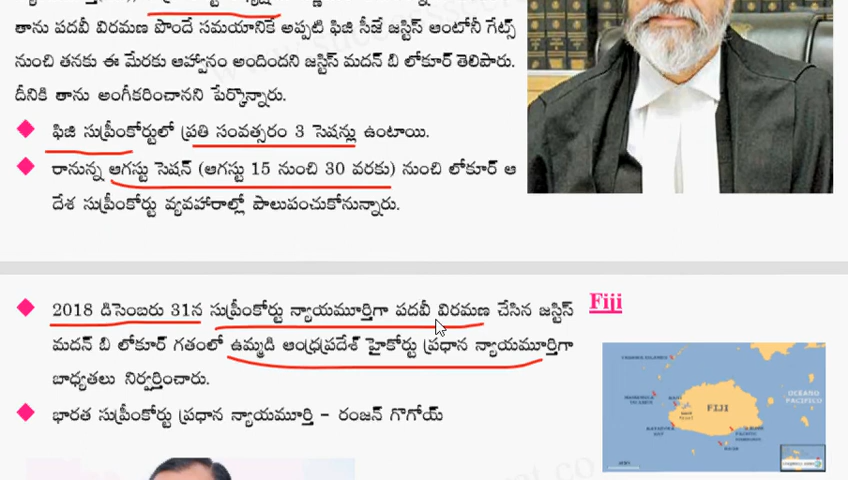 తాను పదవీ విరమణ పొందే సమయానికే అప్పటి ఫిజి సీజే జస్టిస్ ఆంటోనీ గేట్స్
నుంచి తనకు ఈ మేరకు ఆహ్వానం అందిందని జస్టిస్ మదన్ బీ లోకూర్ తెలిపారు.
దీనికి తాను అంగీకరించానని పేర్కొన్నారు.
ఫిజి సుప్రీంకోర్టులో ప్రతి సంవత్సరం 3 సెషన్లు ఉంటాయి.
రానున్న ఆగస్టు సెషన్ (ఆగస్టు 15 నుంచి 30 వరకు) నుంచి లోకూర్ ఆ
దేశ సుప్రీంకోర్టు వ్యవహారాల్లో పాలుపంచుకోనున్నారు.
2018 డిసెంబరు 31న సుప్రీంకోర్టు న్యాయమూర్తిగా పదవీ విరమణ చేసిన జస్టిస్
Fiji
మదన్ బి లోకూర్ గతంలో ఉమ్మడి ఆంధ్రప్రదేశ్ హైకోర్టు ప్రధాన న్యాయమూర్తిగా
బాధ్యతలు నిర్వర్తించారు.
భారత సుప్రీంకోర్టు ప్రధాన న్యాయమూర్తి – రంజన్ గొగోయ్
FIJI
OCEANO
PACIFICO